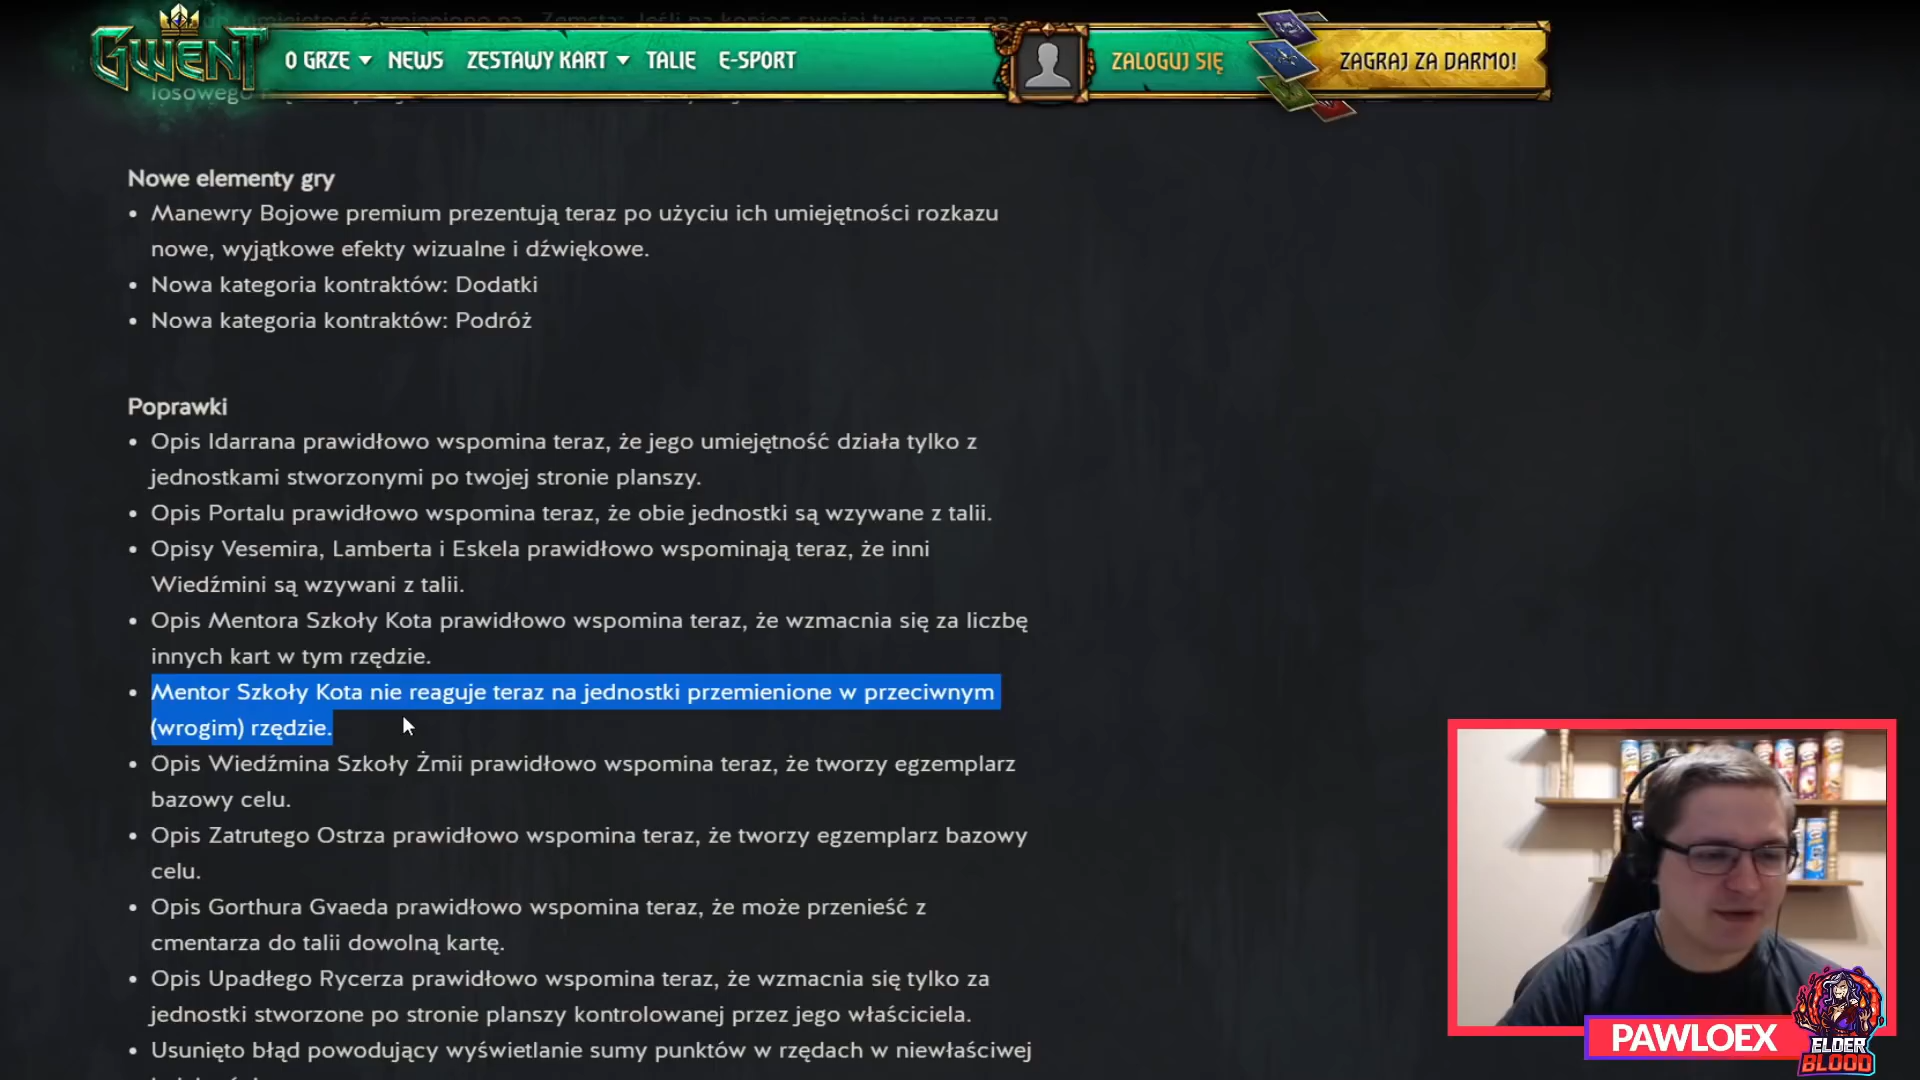 GWENT
O GRZE NEWS ZESTAWY KART TALIE E-SPORT
ZALOGUJ SIĘ
ZAGRAJ ZA DARMO!
losowego
Nowe elementy gry
• Manewry Bojowe premium prezentują teraz po użyciu ich umiejętności rozkazu
nowe, wyjątkowe efekty wizualne i dźwiękowe.
• Nowa kategoria kontraktów: Dodatki
• Nowa kategoria kontraktów: Podróż
Poprawki
• Opis Idarrana prawidłowo wspomina teraz, że jego umiejętność działa tylko z
jednostkami stworzonymi po twojej stronie planszy.
• Opis Portalu prawidłowo wspomina teraz, że obie jednostki są wzywane z talii.
• Opisy Vesemira, Lamberta i Eskela prawidłowo wspominają teraz, że inni
Wiedźmini są wzywani z talii.
• Opis Mentora Szkoły Kota prawidłowo wspomina teraz, że wzmacnia się za liczbę
innych kart w tym rzędzie.
• Mentor Szkoły Kota nie reaguje teraz na jednostki przemienione w przeciwnym
(wrogim) rzędzie.
• Opis Wiedźmina Szkoły Żmii prawidłowo wspomina teraz, że tworzy egzemplarz
bazowy celu.
• Opis Zatrutego Ostrza prawidłowo wspomina teraz, że tworzy egzemplarz bazowy
celu.
• Opis Gorthura Gvaeda prawidłowo wspomina teraz, że może przenieść z
cmentarza do talii dowolną kartę.
• Opis Upadłego Rycerza prawidłowo wspomina teraz, że wzmacnia się tylko za
jednostki stworzone po stronie planszy kontrolowanej przez jego właściciela.
• Usunięto błąd powodujący wyświetlanie sumy punktów w rzędach w niewłaściwej
PAWLOEX
ELDER
BLOOD